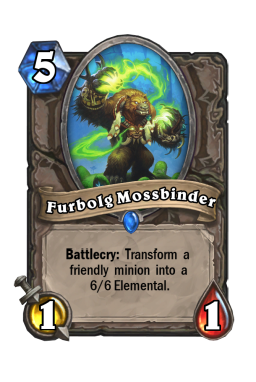 5
Furbolg Mossbinder
Battlecry: Transform a
friendly minion into a
6/6 Elemental.
1 1